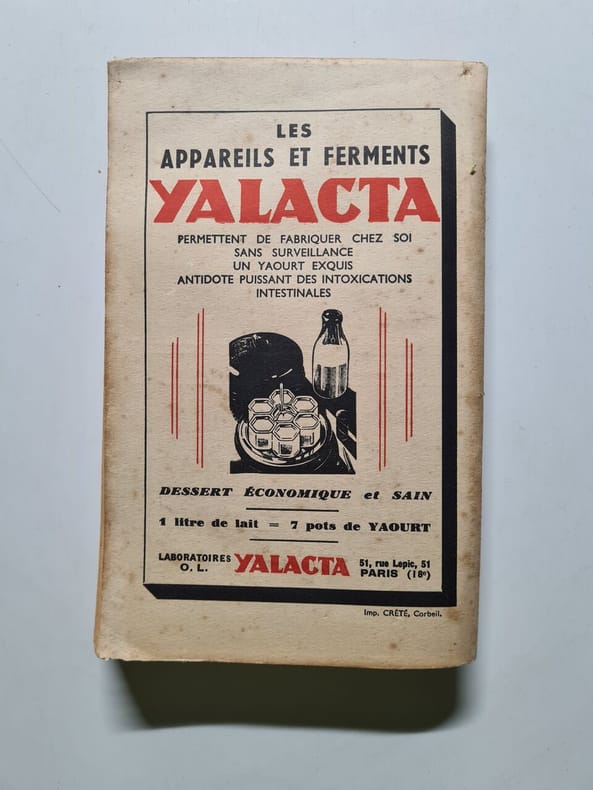 LES
APPAREILS ET FERMENTS
YALACTA
PERMETTENT DE FABRIQUER CHEZ SOI
SANS SURVEILLANCE
UN YAOURT EXQUIS
ANTIDOTE PUISSANT DES INTOXICATIONS
INTESTINALES
DESSERT ÉCONOMIQUE et SAIN
1 litre de lait = 7 pots de YAOURT
LABORATOIRES O. L. YALACTA 51, rue Lepic, 51 PARIS (18e)
Imp. CRÉTÉ, Corbeil.